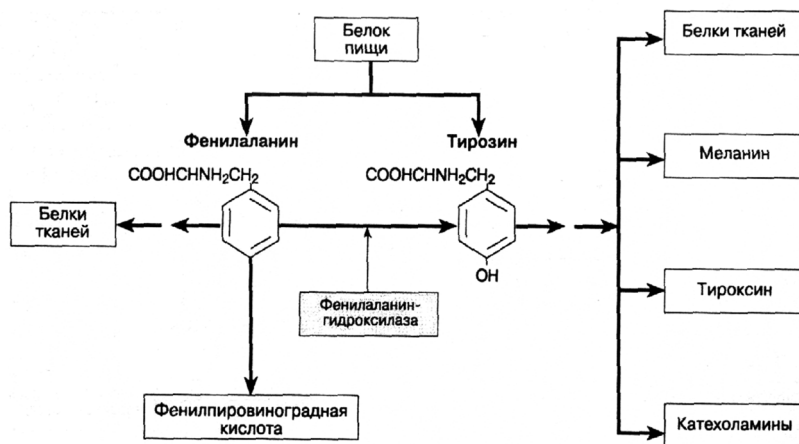 Белок
пищи
Белки тканей
Фенилаланин
Тирозин
Меланин
COOHCHNH₂CH₂
COOHCHNH₂CH₂
Белки
тканей
OH
Фенилаланин-
гидроксилаза
Тироксин
Фенилпировиноградная
кислота
Катехоламины